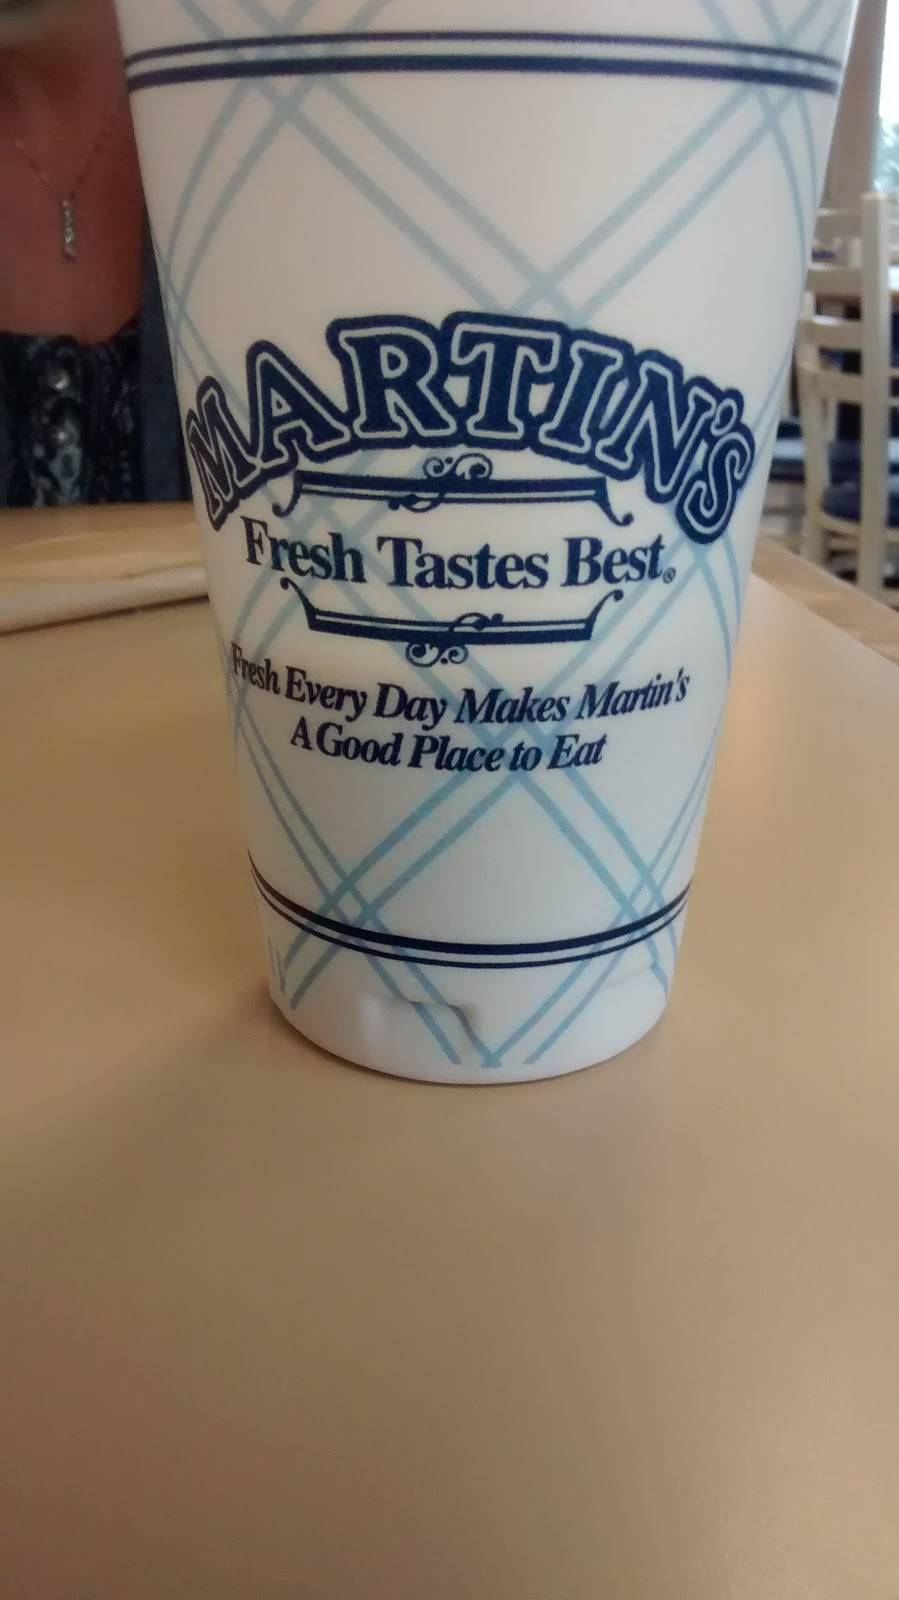 MARTIN'S
Fresh Tastes Best®
Fresh Every Day Makes Martin's
A Good Place to Eat